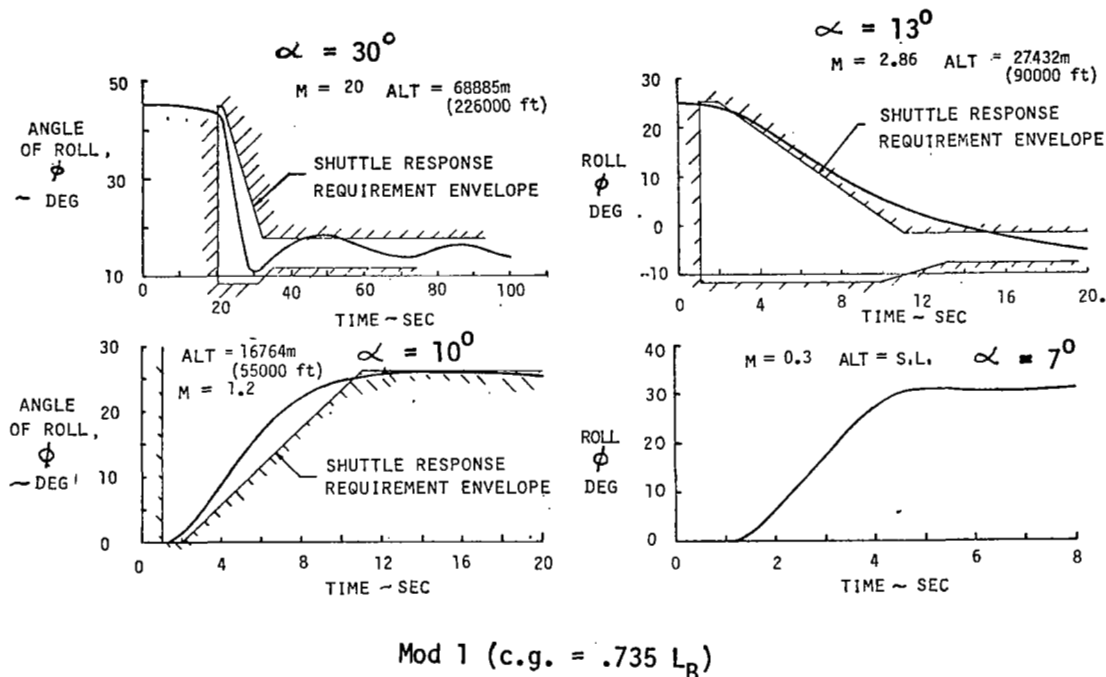 α = 30°
M = 20 ALT = 68885m
(226000 ft)
50
30
10
ANGLE
OF ROLL,
ϕ
~ DEG
SHUTTLE RESPONSE
REQUIREMENT ENVELOPE
0 20 40 60 80 100
TIME ~ SEC
α = 13°
M = 2.86 ALT = 27432m
(90000 ft)
30
20
10
0
-10
ROLL
ϕ
DEG
SHUTTLE RESPONSE
REQUIREMENT ENVELOPE
0 4 8 12 16 20.
TIME ~ SEC
ALT = 16764m α = 10°
(55000 ft)
M = 1.2
30
20
10
0
ANGLE
OF ROLL,
ϕ
~ DEG
SHUTTLE RESPONSE
REQUIREMENT ENVELOPE
0 4 8 12 16 20
TIME ~ SEC
M = 0.3 ALT = S.L. α = 7°
40
30
20
10
0
ROLL
ϕ
DEG
0 2 4 6 8
TIME ~ SEC
Mod 1 (c.g. = .735 L_B)